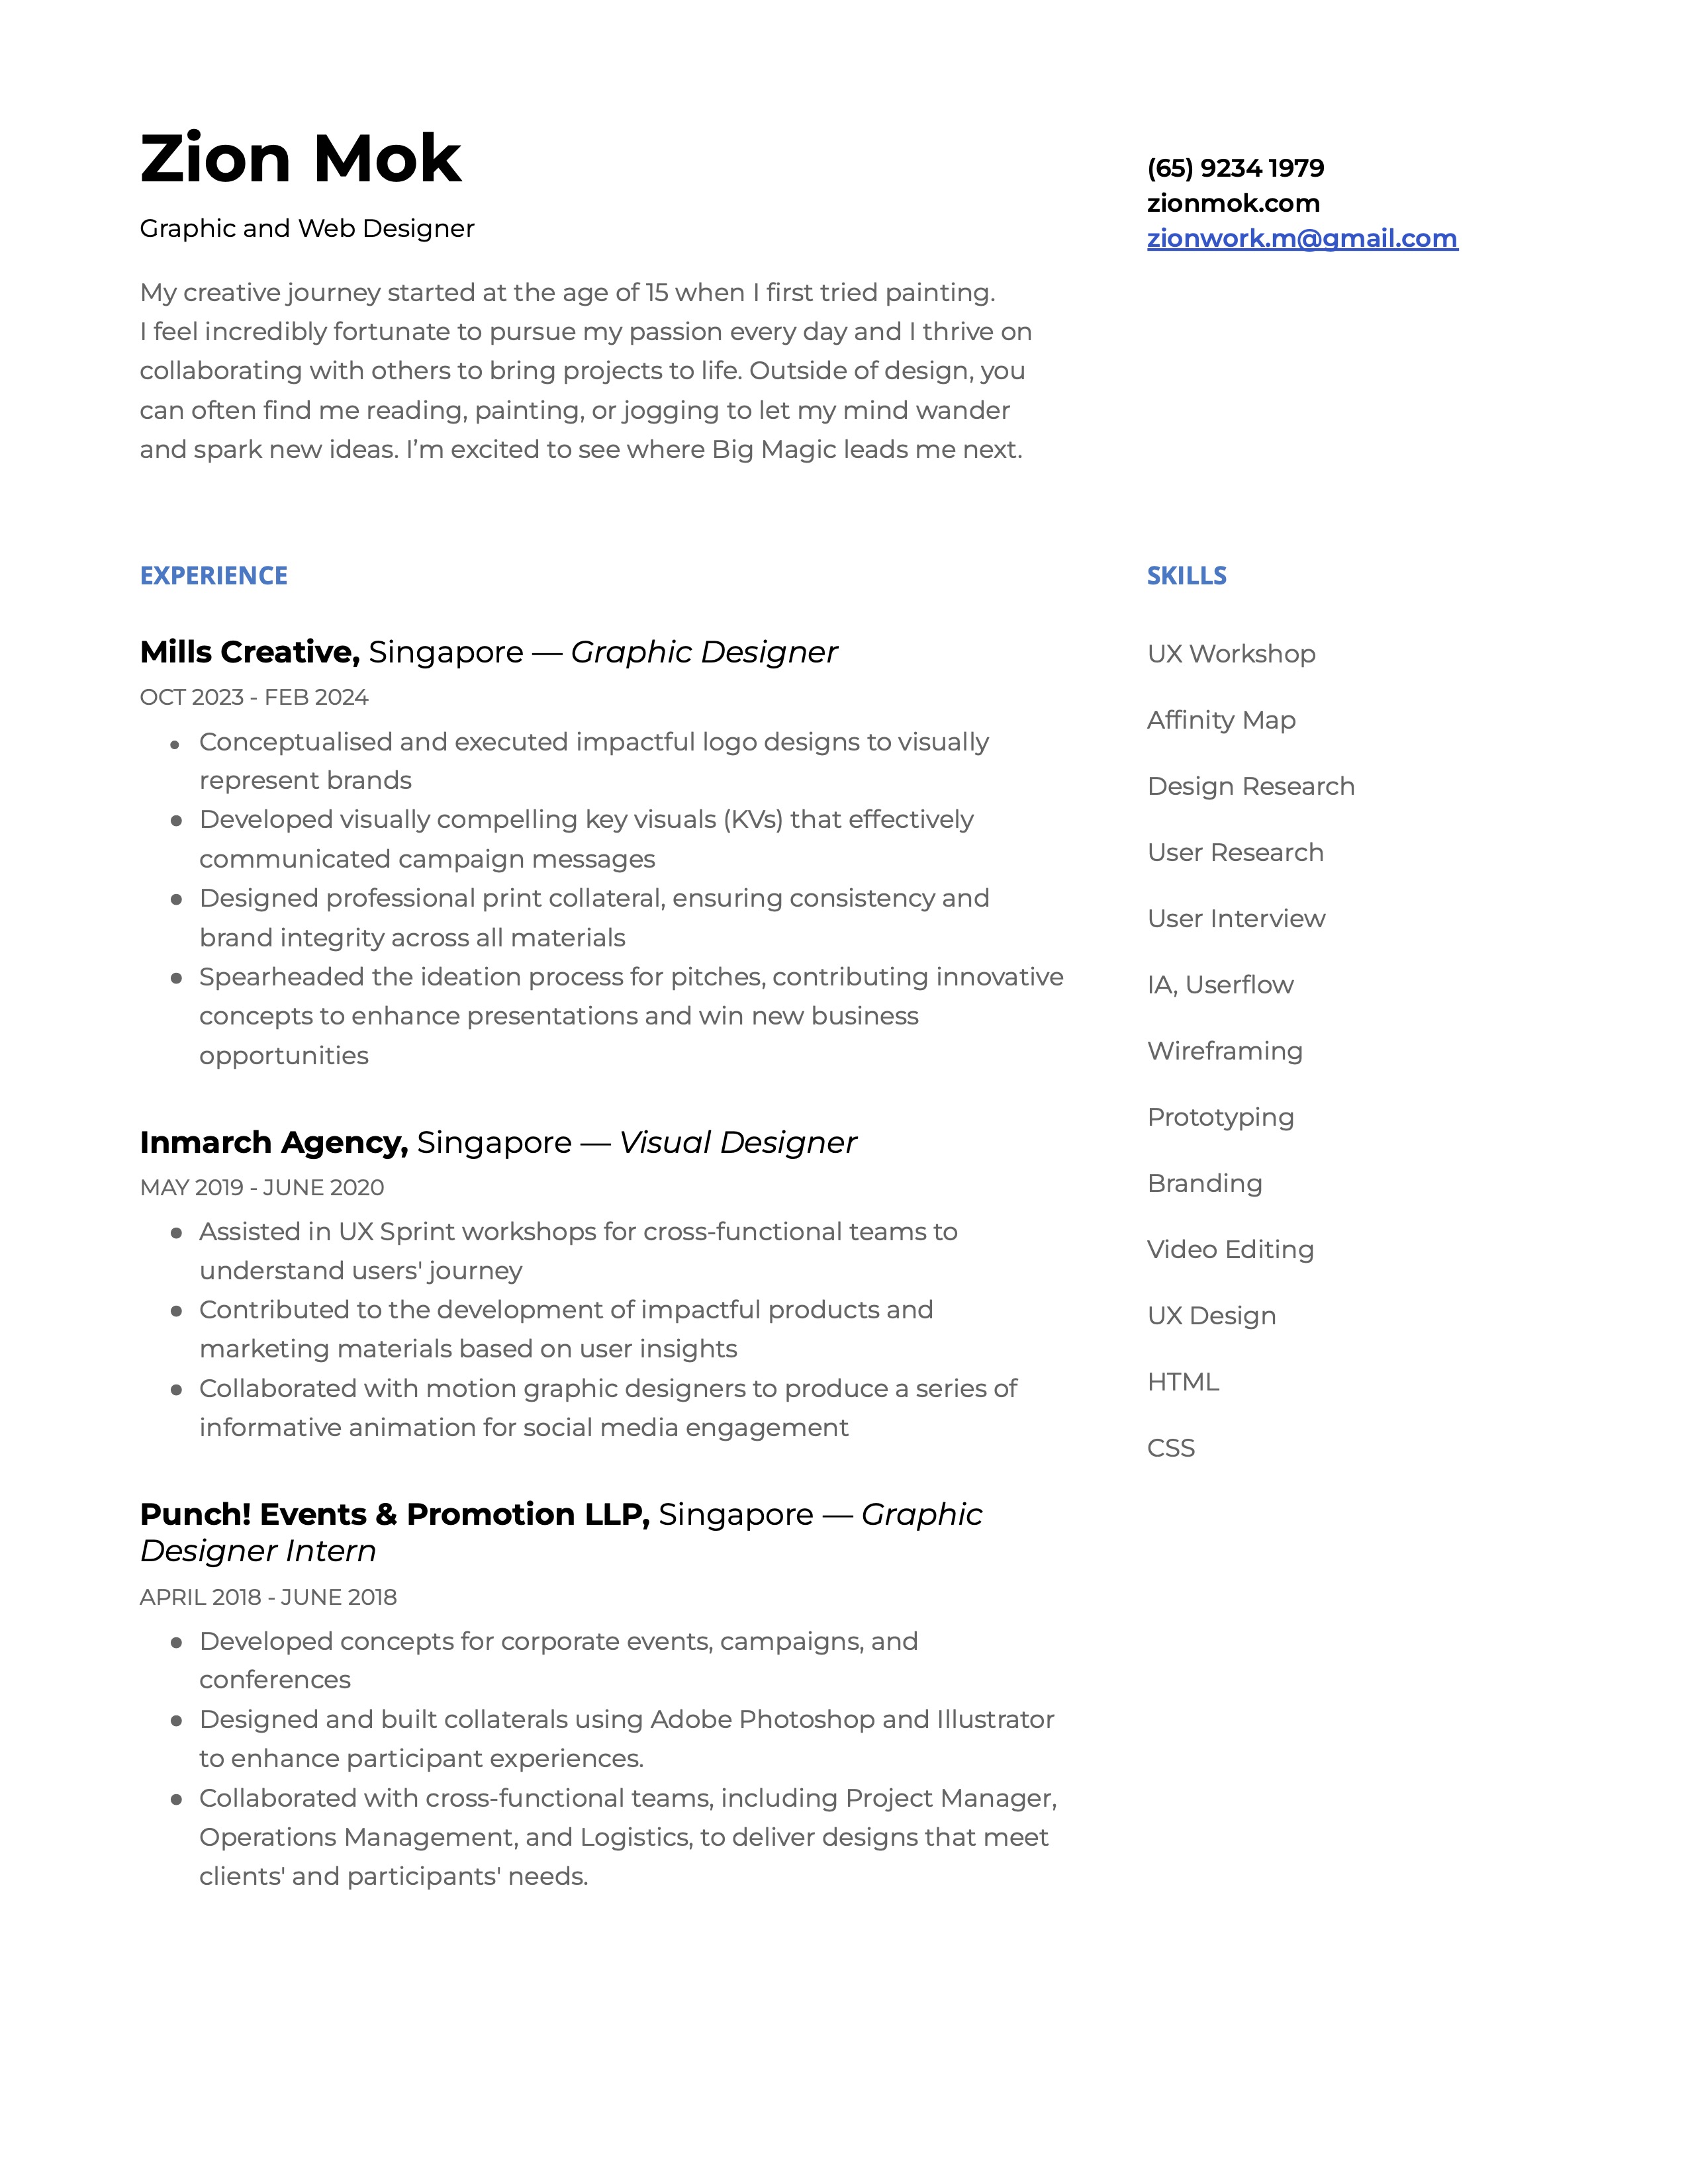 Zion Mok
Graphic and Web Designer
(65) 9234 1979
zionmok.com
zionwork.m@gmail.com
My creative journey started at the age of 15 when I first tried painting.
I feel incredibly fortunate to pursue my passion every day and I thrive on
collaborating with others to bring projects to life. Outside of design, you
can often find me reading, painting, or jogging to let my mind wander
and spark new ideas. I’m excited to see where Big Magic leads me next.
EXPERIENCE
Mills Creative, Singapore — Graphic Designer
OCT 2023 - FEB 2024
● Conceptualised and executed impactful logo designs to visually
represent brands
● Developed visually compelling key visuals (KVs) that effectively
communicated campaign messages
● Designed professional print collateral, ensuring consistency and
brand integrity across all materials
● Spearheaded the ideation process for pitches, contributing innovative
concepts to enhance presentations and win new business
opportunities
Inmarch Agency, Singapore — Visual Designer
MAY 2019 - JUNE 2020
● Assisted in UX Sprint workshops for cross-functional teams to
understand users' journey
● Contributed to the development of impactful products and
marketing materials based on user insights
● Collaborated with motion graphic designers to produce a series of
informative animation for social media engagement
Punch! Events & Promotion LLP, Singapore — Graphic
Designer Intern
APRIL 2018 - JUNE 2018
● Developed concepts for corporate events, campaigns, and
conferences
● Designed and built collaterals using Adobe Photoshop and Illustrator
to enhance participant experiences.
● Collaborated with cross-functional teams, including Project Manager,
Operations Management, and Logistics, to deliver designs that meet
clients' and participants' needs.
SKILLS
UX Workshop
Affinity Map
Design Research
User Research
User Interview
IA, Userflow
Wireframing
Prototyping
Branding
Video Editing
UX Design
HTML
CSS